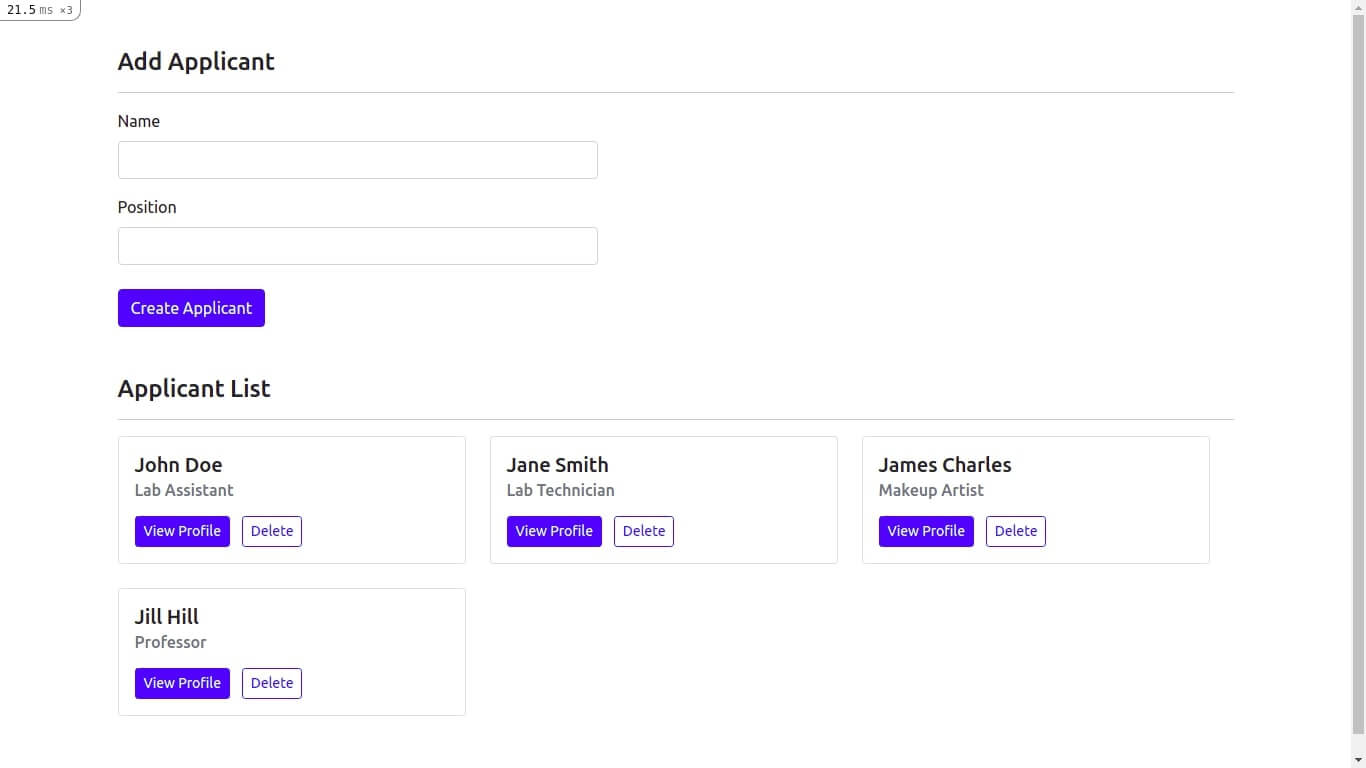 21.5 ms ×3
Add Applicant
Name
Position
Create Applicant
Applicant List
John Doe
Lab Assistant
View Profile Delete
Jane Smith
Lab Technician
View Profile Delete
James Charles
Makeup Artist
View Profile Delete
Jill Hill
Professor
View Profile Delete